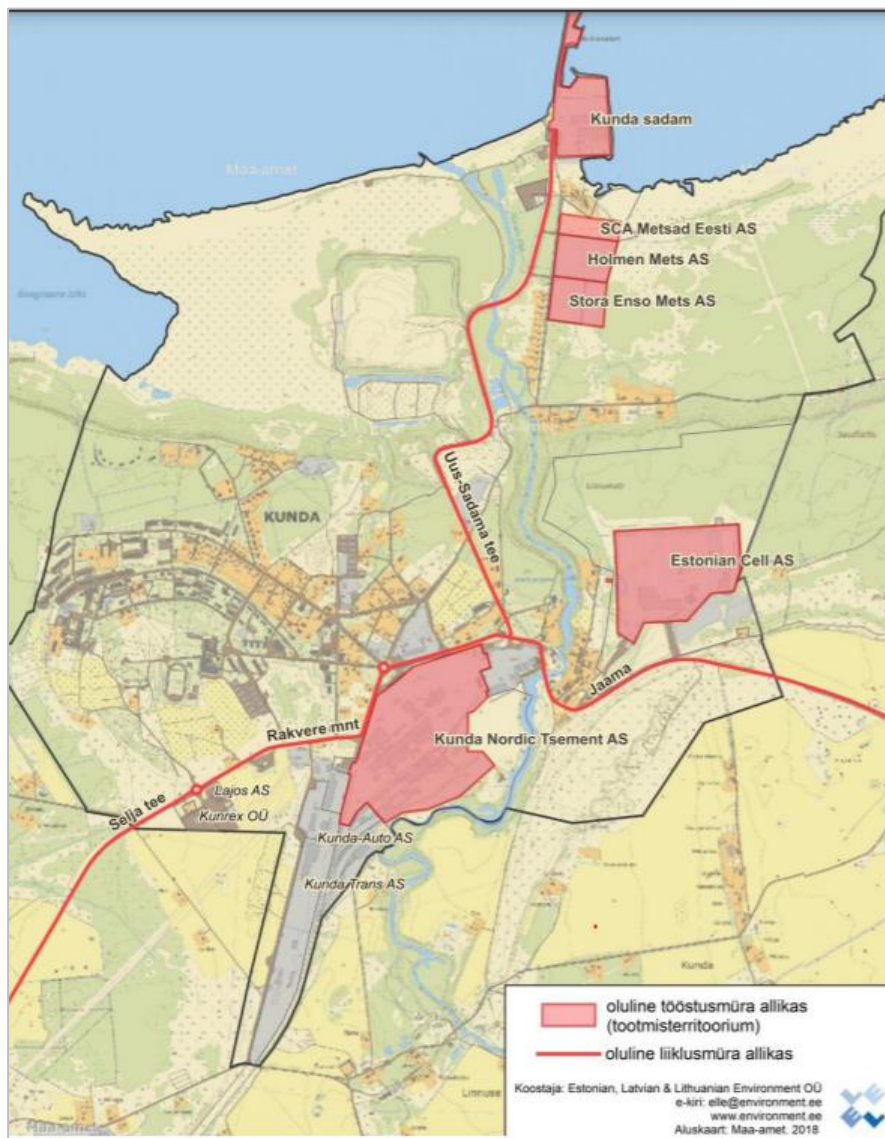 Kunda sadam
Maa-amet
SCA Metsad Eesti AS
Holmen Mets AS
Stora Enso Mets AS
Uus-Sadama tee
KUNDA
Estonian Cell AS
Jaama
Rakvere mnt
Kunda Nordic Tsement AS
Lajos AS
Selja tee
Kunrex OÜ
Kunda-Auto AS
Kunda Trans AS
Kunda
Linnuse
oluline tööstusmüra allikas
(tootmisterritoorium)
oluline liiklusmüra allikas
Koostaja: Estonian, Latvian & Lithuanian Environment OÜ
e-kiri: elle@environment.ee
www.environment.ee
Aluskaart: Maa-amet, 2018